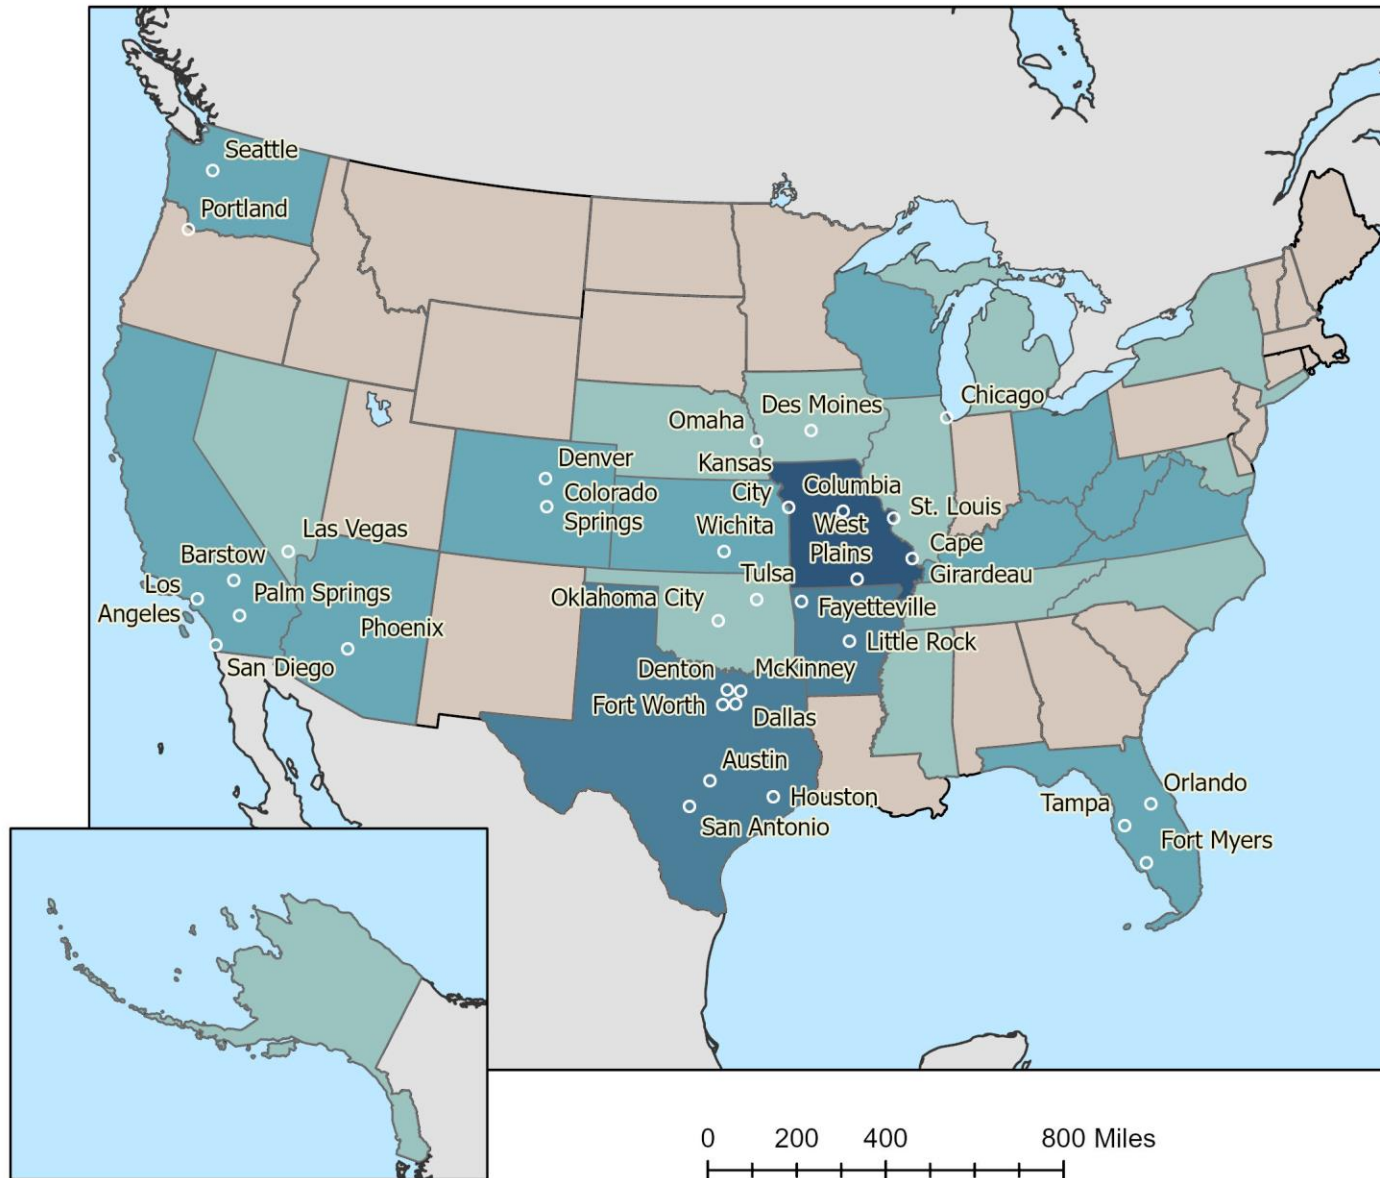 Seattle
Portland
Chicago
Des Moines
Omaha
Kansas
City
Columbia
Denver
Colorado
Springs
St. Louis
Wichita
West
Plains
Cape
Girardeau
Las Vegas
Barstow
Los
Angeles
Palm Springs
Tulsa
Oklahoma City
Fayetteville
Phoenix
Little Rock
San Diego
Denton
McKinney
Fort Worth
Dallas
Austin
Houston
San Antonio
Orlando
Tampa
Fort Myers
0 200 400 800 Miles